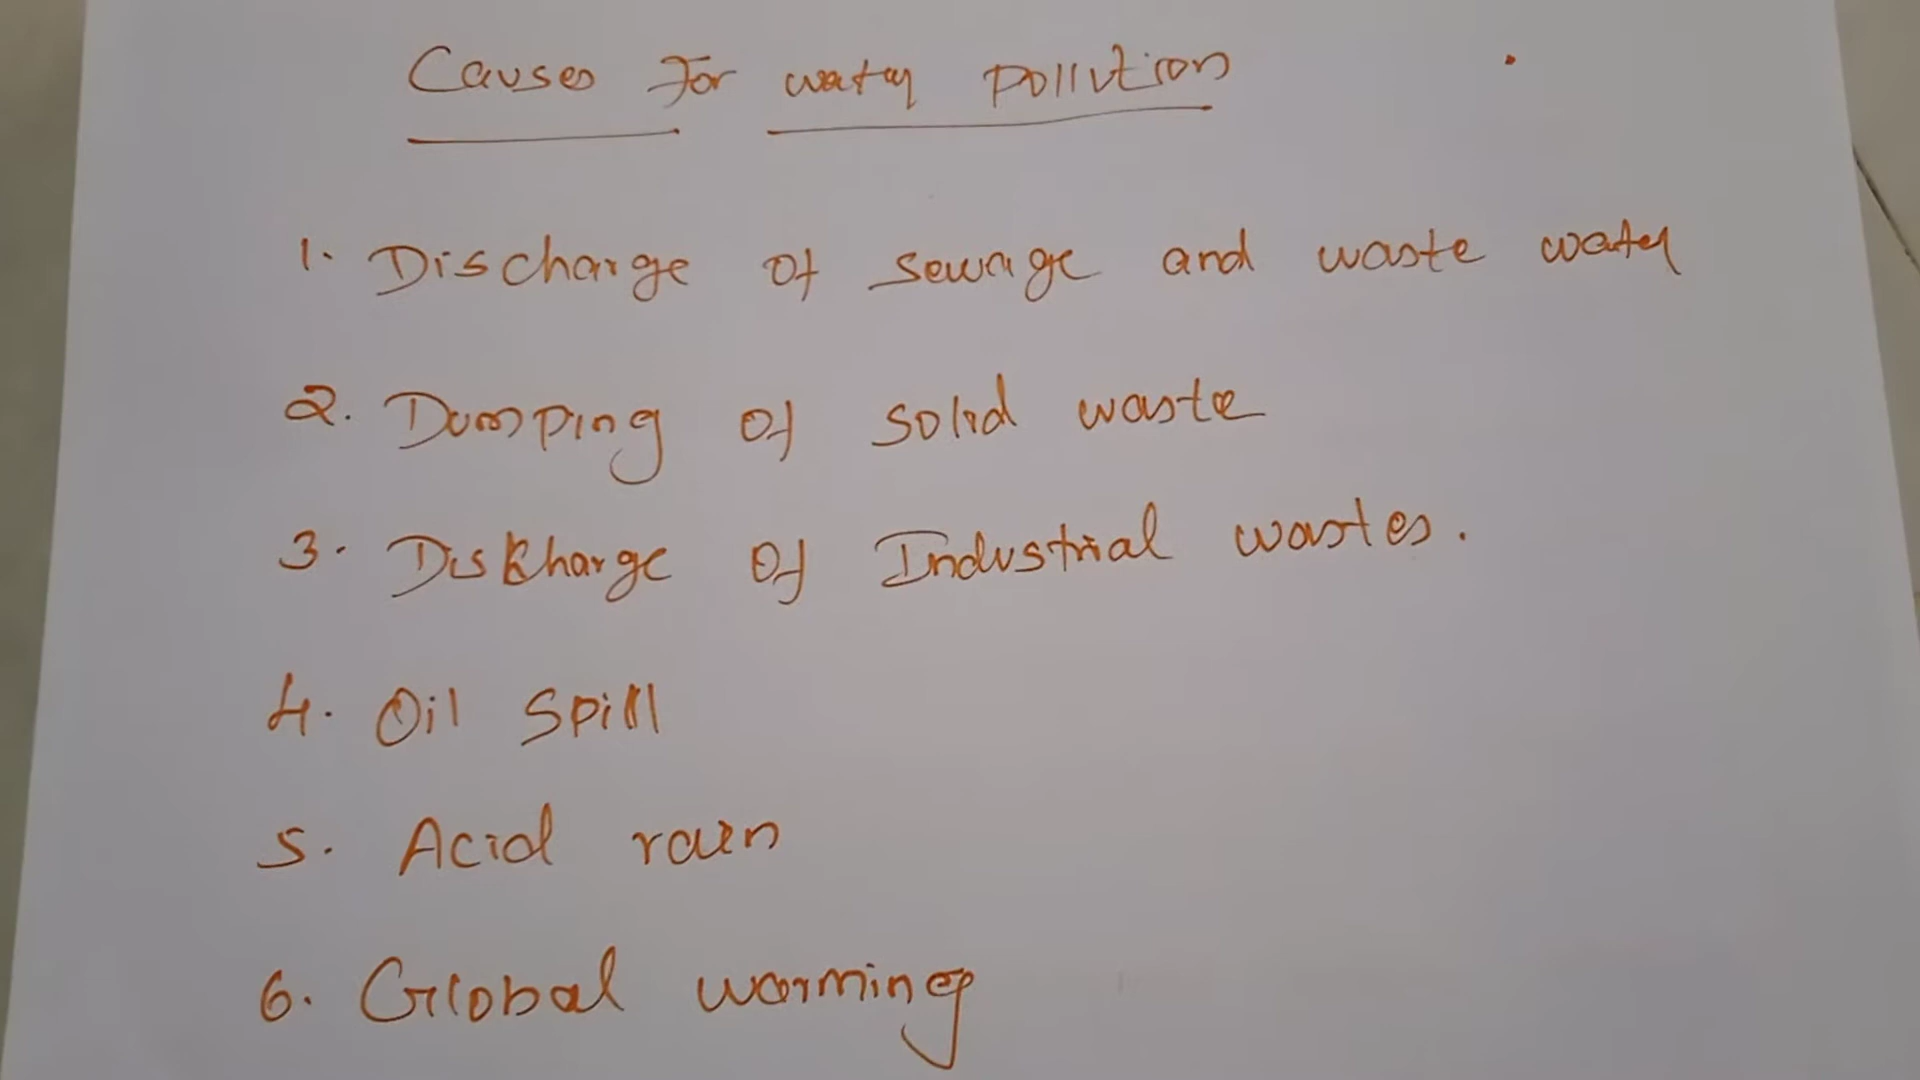 Causes For water pollution
1. Discharge of sewage and waste water
2. Dumping of solid waste
3. Discharge of Industrial wastes.
4. Oil spill
5. Acid rain
6. Global warming